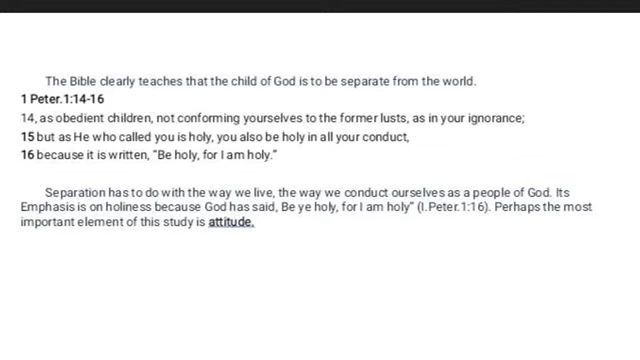 The Bible clearly teaches that the child of God is to be separate from the world.
1 Peter.1:14-16
14, as obedient children, not conforming yourselves to the former lusts, as in your ignorance;
15 but as He who called you is holy, you also be holy in all your conduct,
16 because it is written, “Be holy, for I am holy.”
Separation has to do with the way we live, the way we conduct ourselves as a people of God. Its
Emphasis is on holiness because God has said, Be ye holy, for I am holy” (I.Peter.1:16). Perhaps the most
important element of this study is attitude.